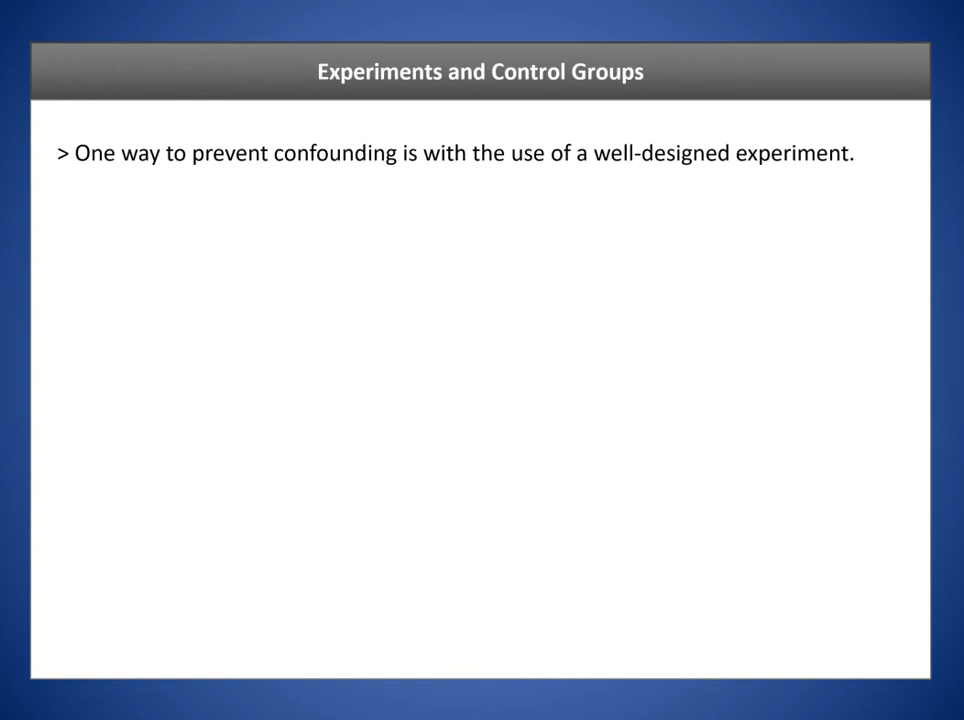 Experiments and Control Groups
> One way to prevent confounding is with the use of a well-designed experiment.